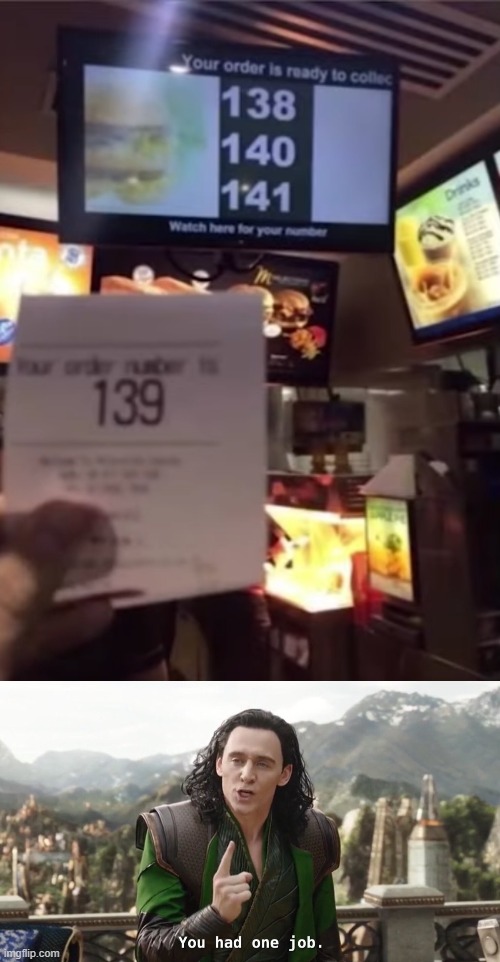 Your order is ready to collec
138
140
141
Watch here for your number
Drinks
Your order number is
139
You had one job.
imgflip.com